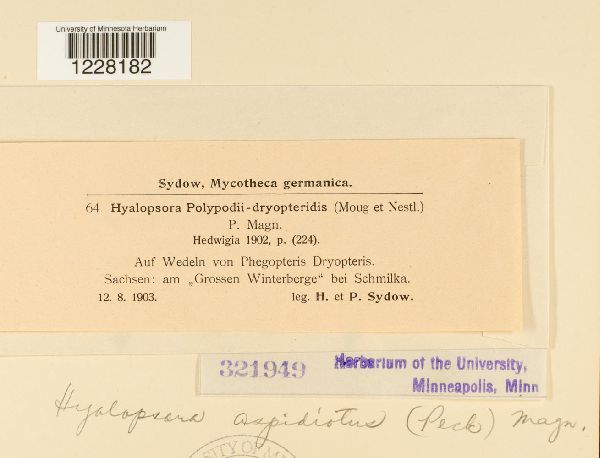 University of Minnesota Herbarium
1228182
Sydow, Mycotheca germanica.
64 Hyalopsora Polypodii-dryopteridis (Moug et Nestl.)
P. Magn.
Hedwigia 1902, p. (224).
Auf Wedeln von Phegopteris Dryopteris.
Sachsen: am „Grossen Winterberge“ bei Schmilka.
12. 8. 1903. leg. H. et P. Sydow.
321949 Herbarium of the University,
Minneapolis, Minn
Hyalopsora aspidiotus (Peck) Magn.